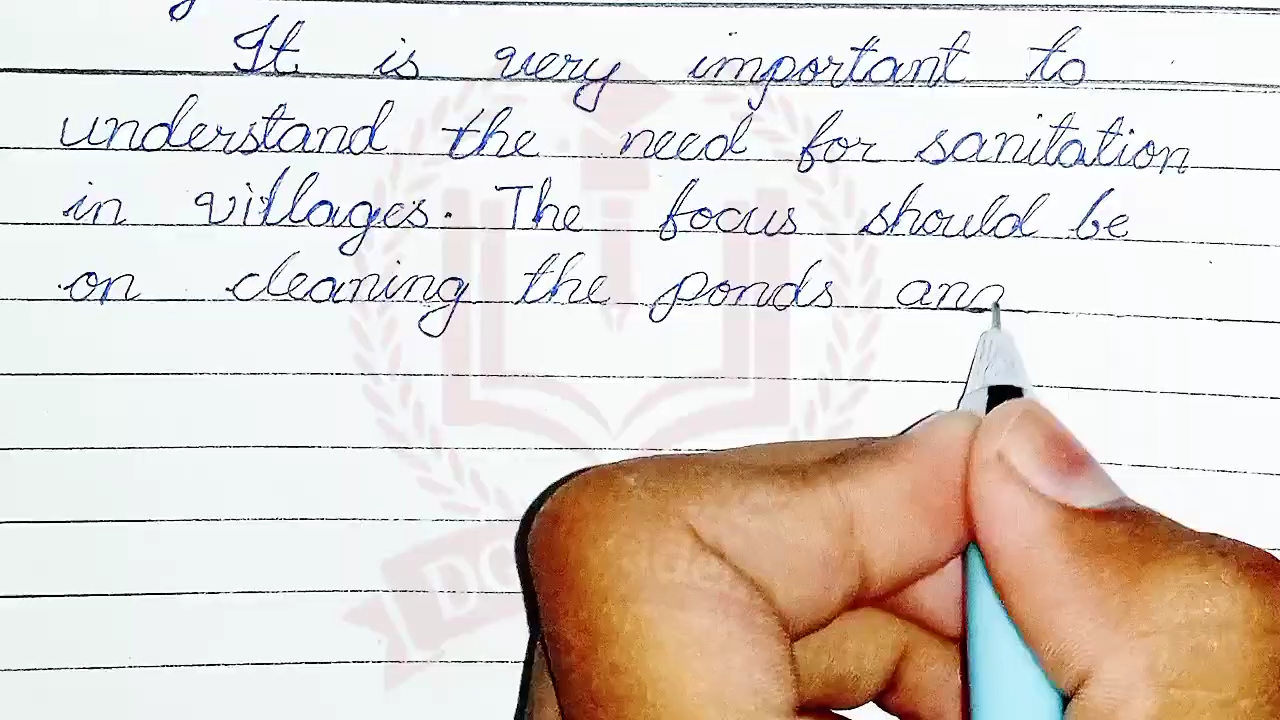 It is very important to
understand the need for sanitation
in villages. The focus should be
on cleaning the ponds an